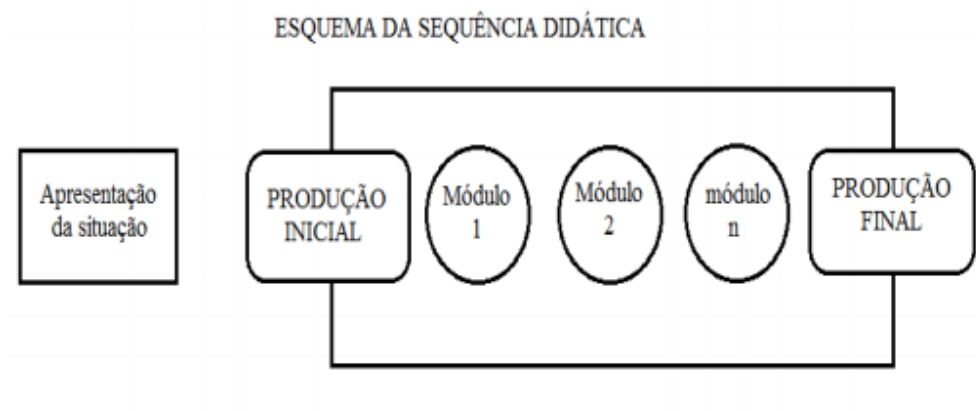 ESQUEMA DA SEQUÊNCIA DIDÁTICA
Apresentação
da situação
PRODUÇÃO
INICIAL
Módulo
1
Módulo
2
módulo
n
PRODUÇÃO
FINAL